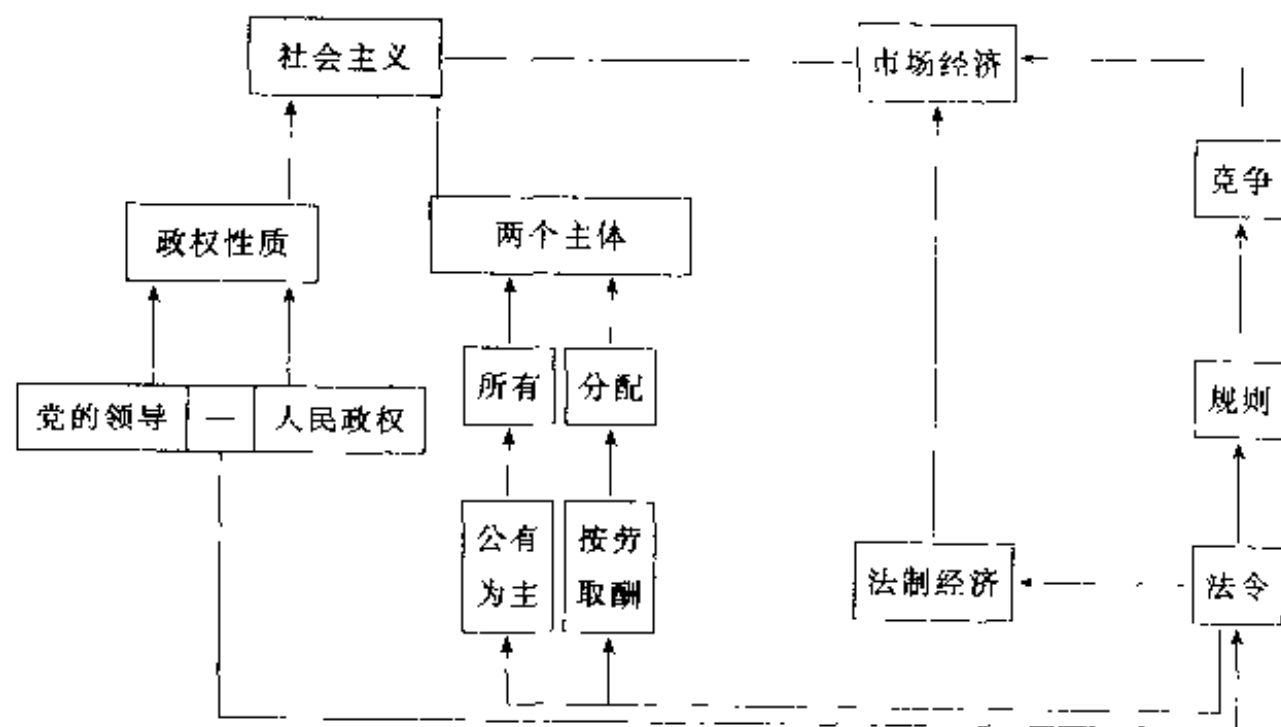 社会主义
市场经济
竞争
政权性质
两个主体
所有
分配
规则
党的领导
—
人民政权
公有
为主
按劳
取酬
法制经济
法令